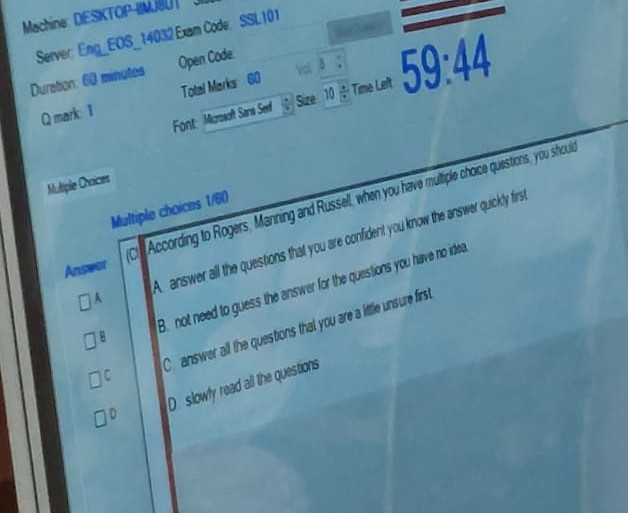 Machine: DESKTOP-
Server: Eng_EOS_14032 Exam Code: SSL101
Duration: 60 minutes Open Code:
Q mark: 1 Total Marks: 60 Vol. 8
Font: Microsoft Sans Serif Size: 10 Time Left: 59:44
Multiple Choices
Multiple choices 1/60
Answer
(C According to Rogers, Manning and Russell, when you have multiple choice questions, you should
A A. answer all the questions that you are confident you know the answer quickly first.
B B. not need to guess the answer for the questions you have no idea.
C C. answer all the questions that you are a little unsure first.
D D. slowly read all the questions